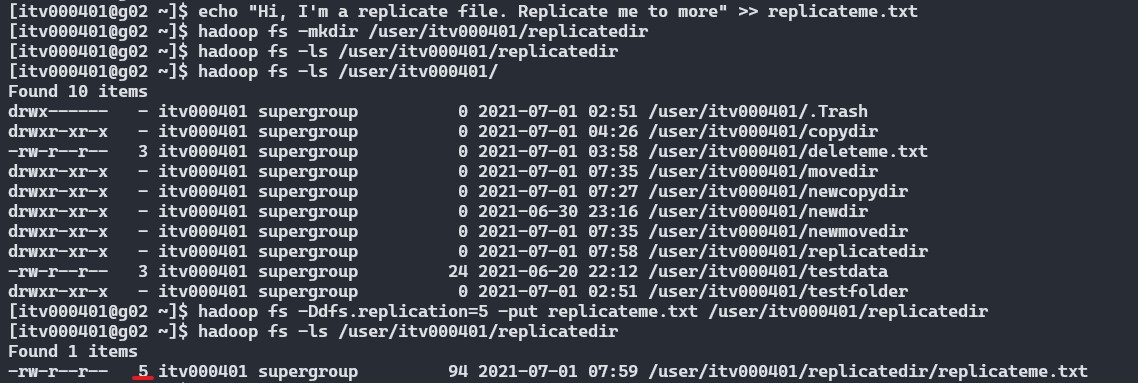 [itv000401@g02 ~]$ echo "Hi, I'm a replicate file. Replicate me to more" >> replicateme.txt
[itv000401@g02 ~]$ hadoop fs -mkdir /user/itv000401/replicatedir
[itv000401@g02 ~]$ hadoop fs -ls /user/itv000401/replicatedir
[itv000401@g02 ~]$ hadoop fs -ls /user/itv000401/
Found 10 items
drwx------   - itv000401 supergroup          0 2021-07-01 02:51 /user/itv000401/.Trash
drwxr-xr-x   - itv000401 supergroup          0 2021-07-01 04:26 /user/itv000401/copydir
-rw-r--r--   3 itv000401 supergroup          0 2021-07-01 03:58 /user/itv000401/deleteme.txt
drwxr-xr-x   - itv000401 supergroup          0 2021-07-01 07:35 /user/itv000401/movedir
drwxr-xr-x   - itv000401 supergroup          0 2021-07-01 07:27 /user/itv000401/newcopydir
drwxr-xr-x   - itv000401 supergroup          0 2021-06-30 23:16 /user/itv000401/newdir
drwxr-xr-x   - itv000401 supergroup          0 2021-07-01 07:35 /user/itv000401/newmovedir
drwxr-xr-x   - itv000401 supergroup          0 2021-07-01 07:58 /user/itv000401/replicatedir
-rw-r--r--   3 itv000401 supergroup         24 2021-06-20 22:12 /user/itv000401/testdata
drwxr-xr-x   - itv000401 supergroup          0 2021-07-01 02:51 /user/itv000401/testfolder
[itv000401@g02 ~]$ hadoop fs -Ddfs.replication=5 -put replicateme.txt /user/itv000401/replicatedir
[itv000401@g02 ~]$ hadoop fs -ls /user/itv000401/replicatedir
Found 1 items
-rw-r--r--   5 itv000401 supergroup         94 2021-07-01 07:59 /user/itv000401/replicatedir/replicateme.txt